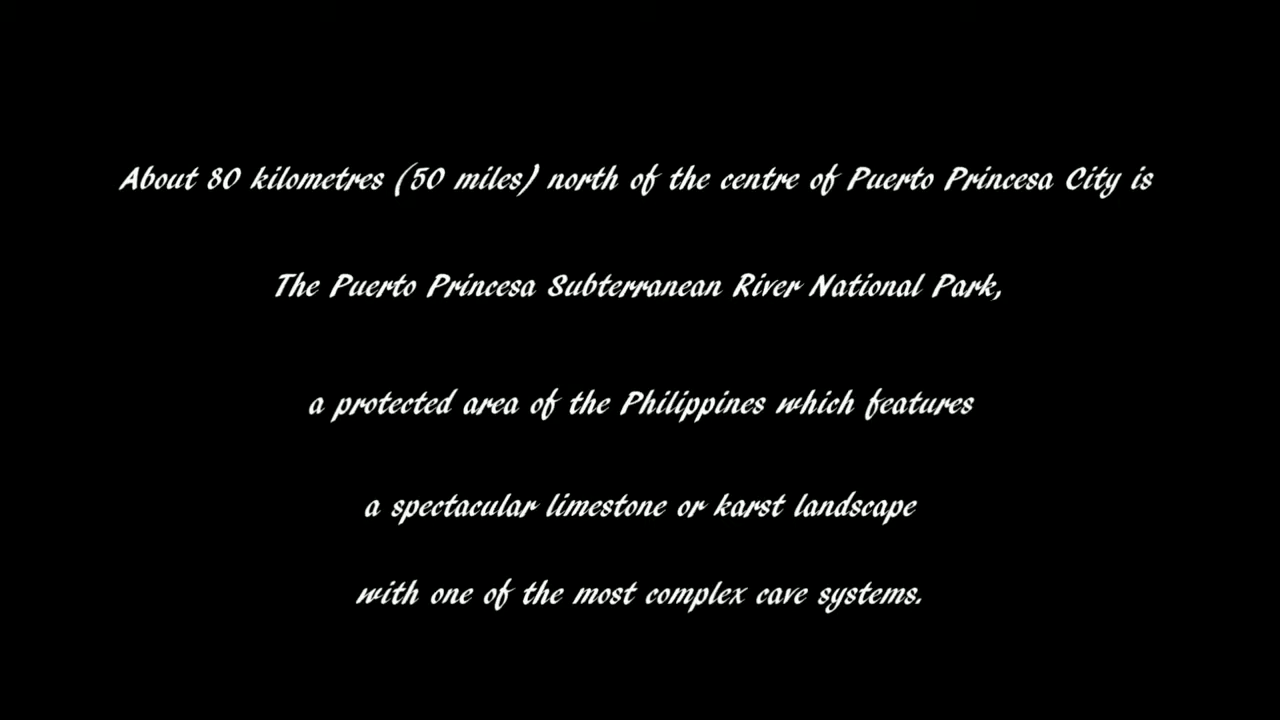 About 80 kilometres (50 miles) north of the centre of Puerto Princesa City is
The Puerto Princesa Subterranean River National Park,
a protected area of the Philippines which features
a spectacular limestone or karst landscape
with one of the most complex cave systems.